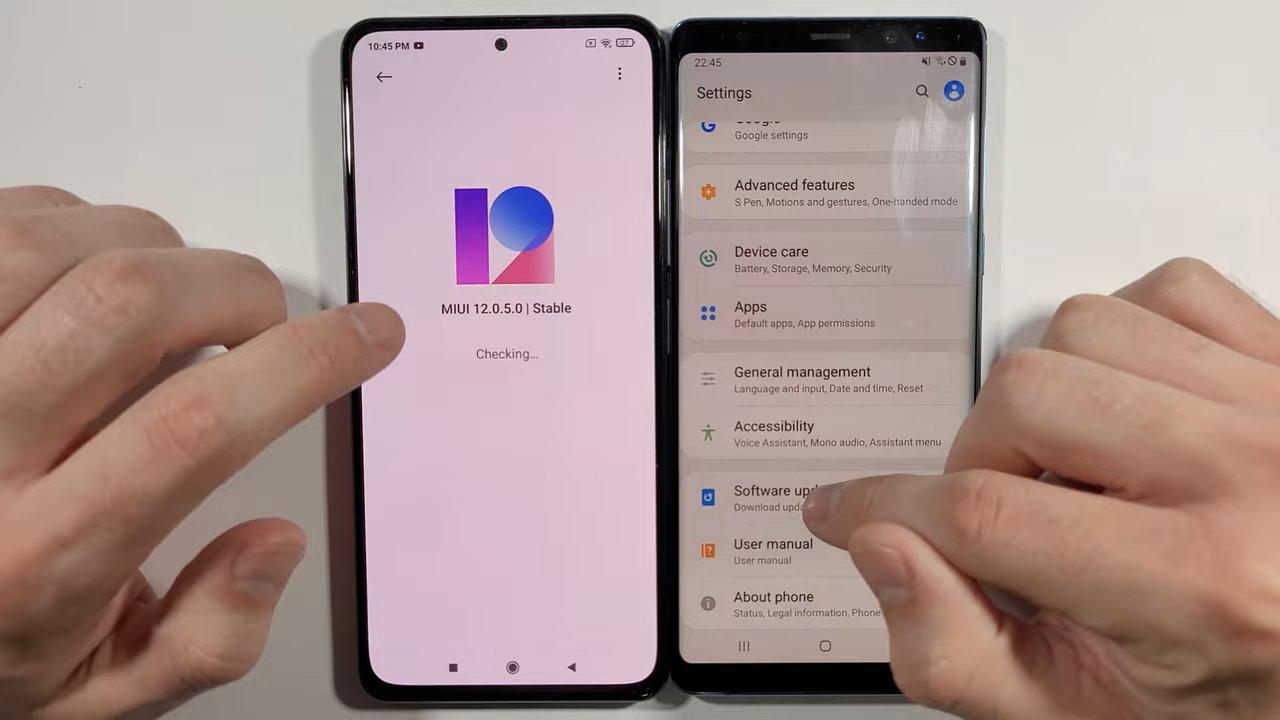 10:45 PM
27
MIUI 12.0.5.0 | Stable
Checking...
22:45
Settings
Google settings
Advanced features
S Pen, Motions and gestures, One-handed mode
Device care
Battery, Storage, Memory, Security
Apps
Default apps, App permissions
General management
Language and input, Date and time, Reset
Accessibility
Voice Assistant, Mono audio, Assistant menu
Software
Download
User manual
User manual
About phone
Status, Legal information, Phone